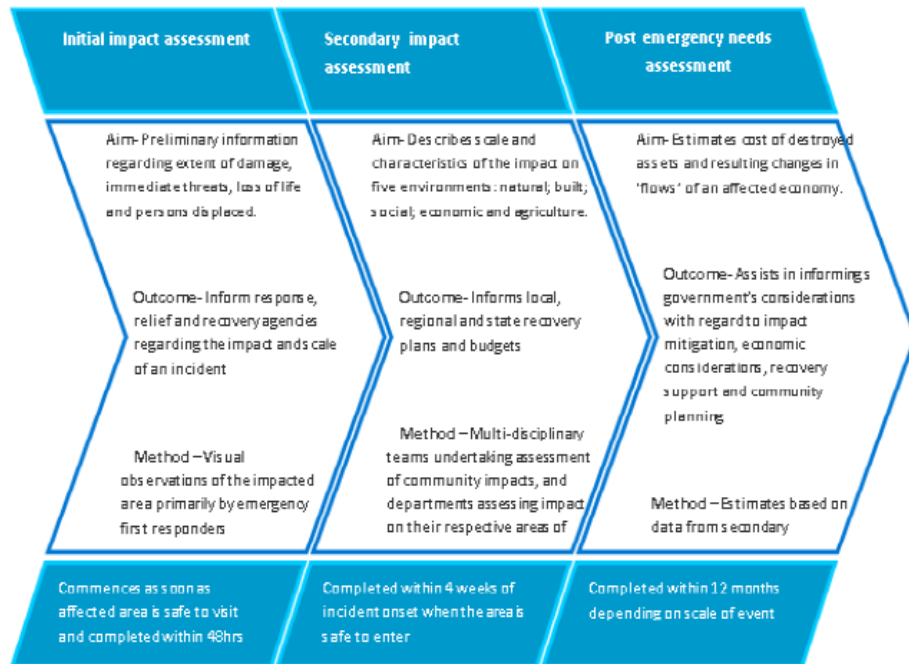 Initial impact assessment
Secondary impact
assessment
Post emergency needs
assessment
Aim- Preliminary information
regarding extent of damage,
immediate threats, loss of life
and persons displaced.
Outcome- Inform response,
relief and recovery agencies
regarding the impact and scale
of an incident
Method – Visual
observations of the impacted
area primarily by emergency
first responders
Aim- Describes scale and
characteristics of the impact on
five environments: natural; built;
social; economic and agriculture.
Outcome- Informs local,
regional and state recovery
plans and budgets
Method – Multi-disciplinary
teams undertaking assessment
of community impacts, and
departments assessing impact
on their respective areas of
Aim- Estimates cost of destroyed
assets and resulting changes in
'flows' of an affected economy.
Outcome- Assists in informings
government's considerations
with regard to impact
mitigation, economic
considerations, recovery
support and community
planning
Method – Estimates based on
data from secondary
Commences as soon as
affected area is safe to visit
and completed within 48hrs
Completed within 4 weeks of
incident onset when the area is
safe to enter
Completed within 12 months
depending on scale of event